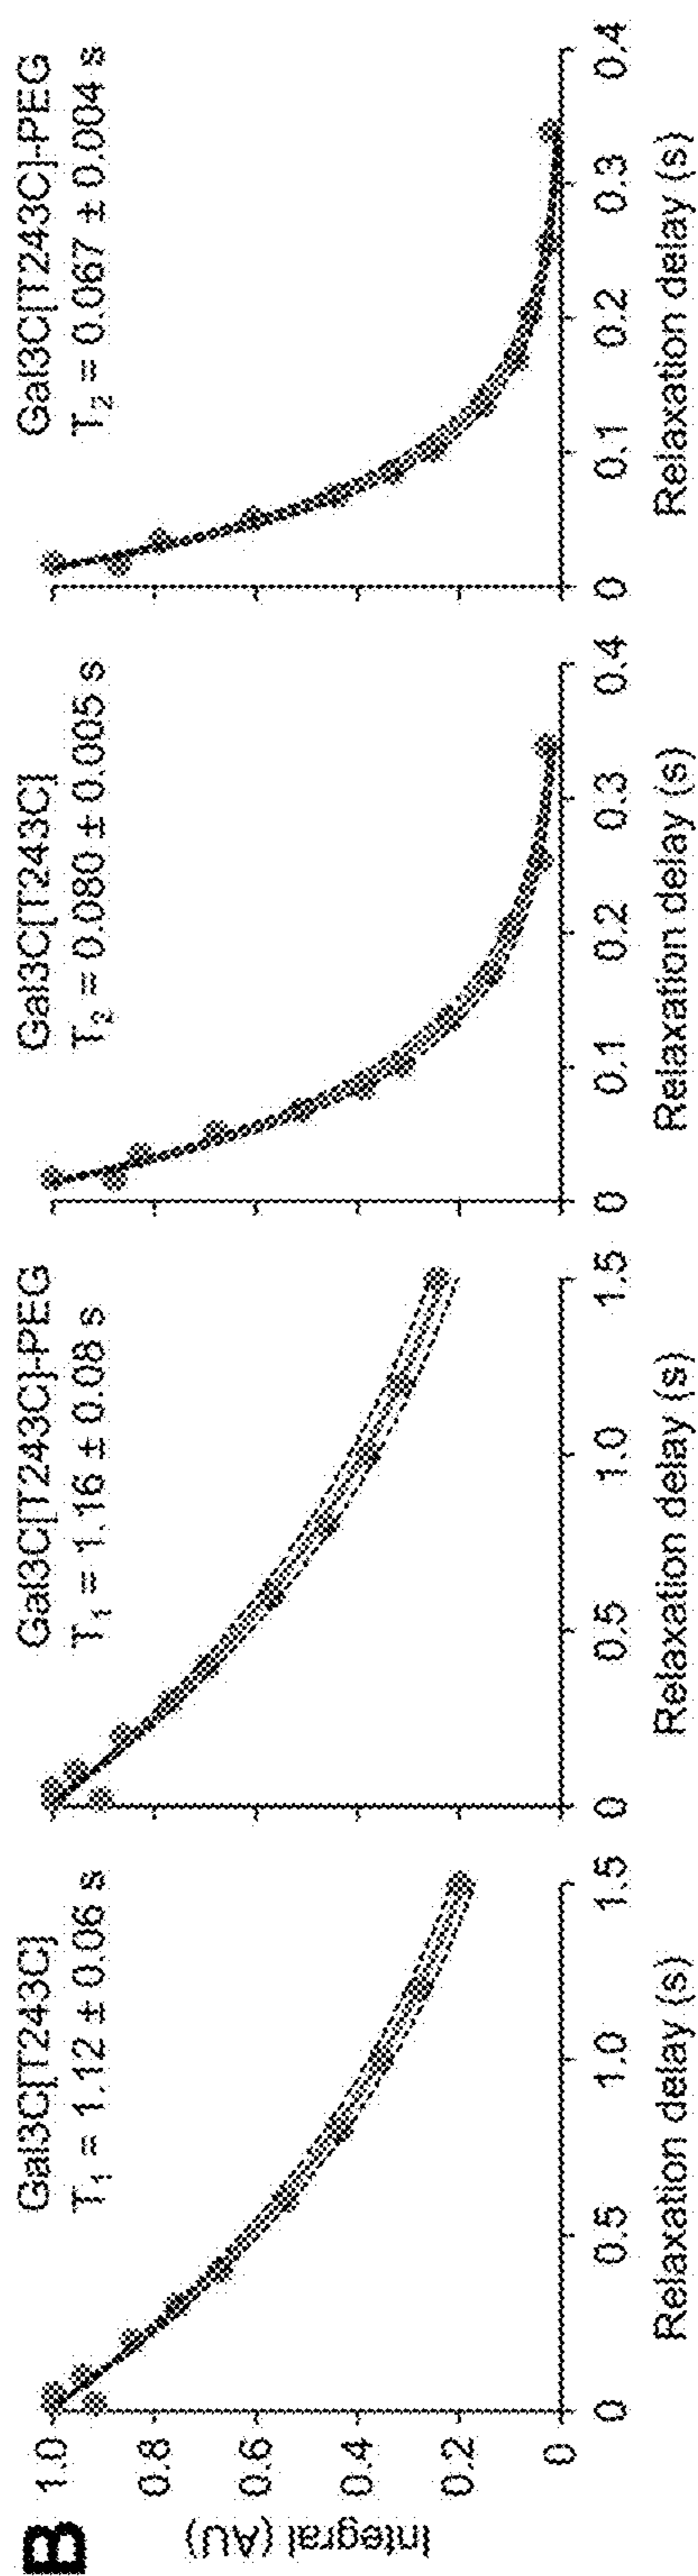 B
Integral (AU)
1.0
0.8
0.6
0.4
0.2
0
Gal3C[T243C]
T₁ = 1.12 ± 0.06 s
0
0.5
1.0
1.5
Relaxation delay (s)
Gal3C[T243C]-PEG
T₁ = 1.16 ± 0.08 s
0
0.5
1.0
1.5
Relaxation delay (s)
Gal3C[T243C]
T₂ = 0.080 ± 0.005 s
0
0.1
0.2
0.3
0.4
Relaxation delay (s)
Gal3C[T243C]-PEG
T₂ = 0.067 ± 0.004 s
0
0.1
0.2
0.3
0.4
Relaxation delay (s)